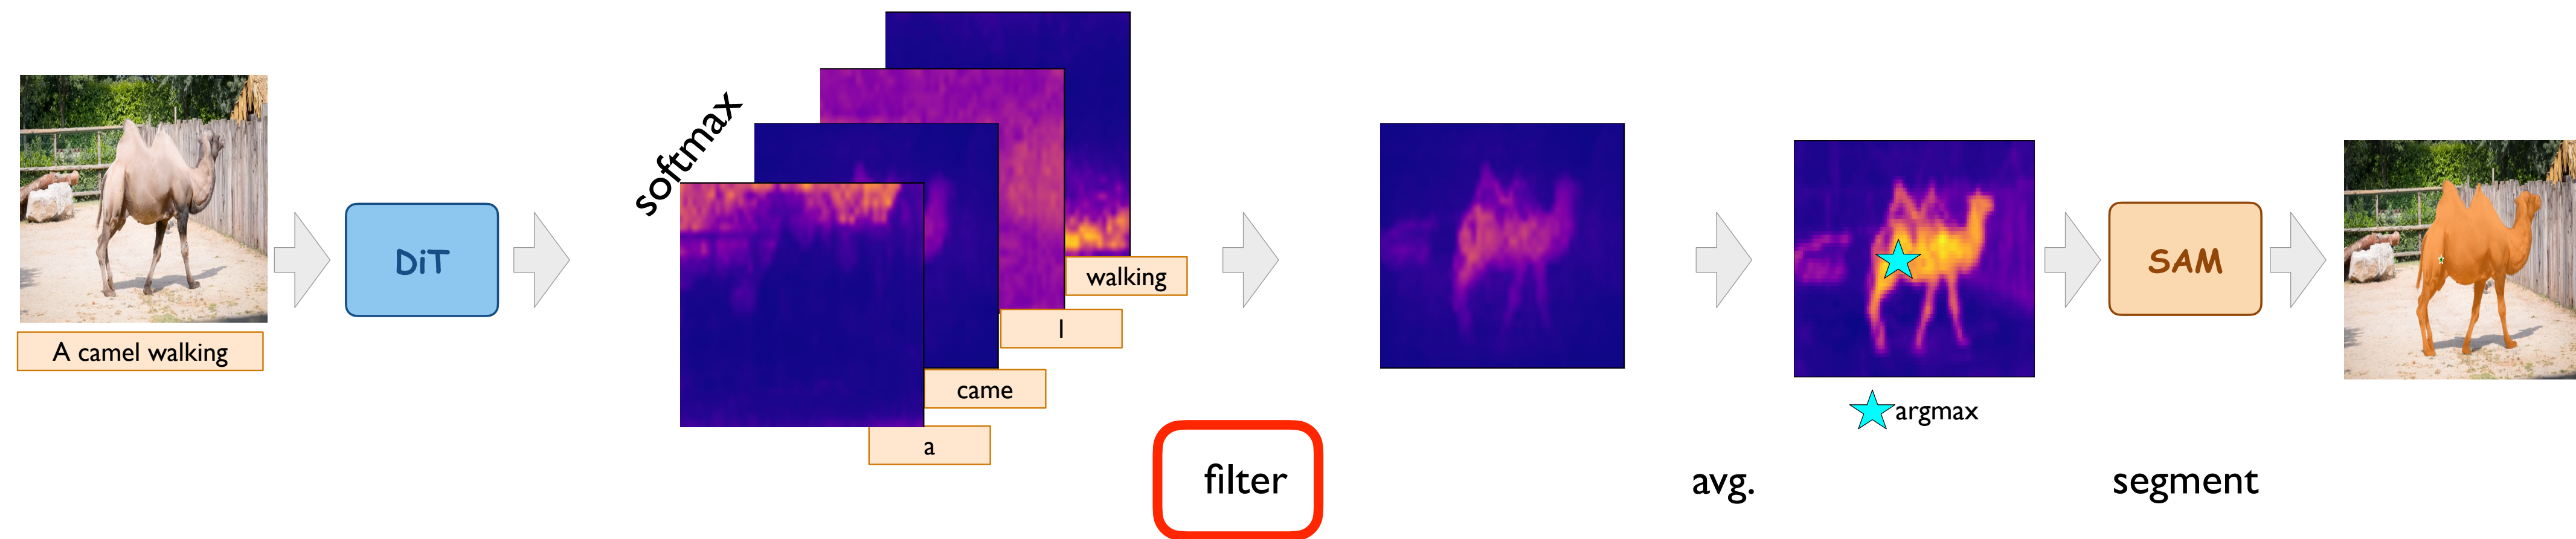 A camel walking
DiT
softmax
a
came
l
walking
filter
avg.
argmax
SAM
segment